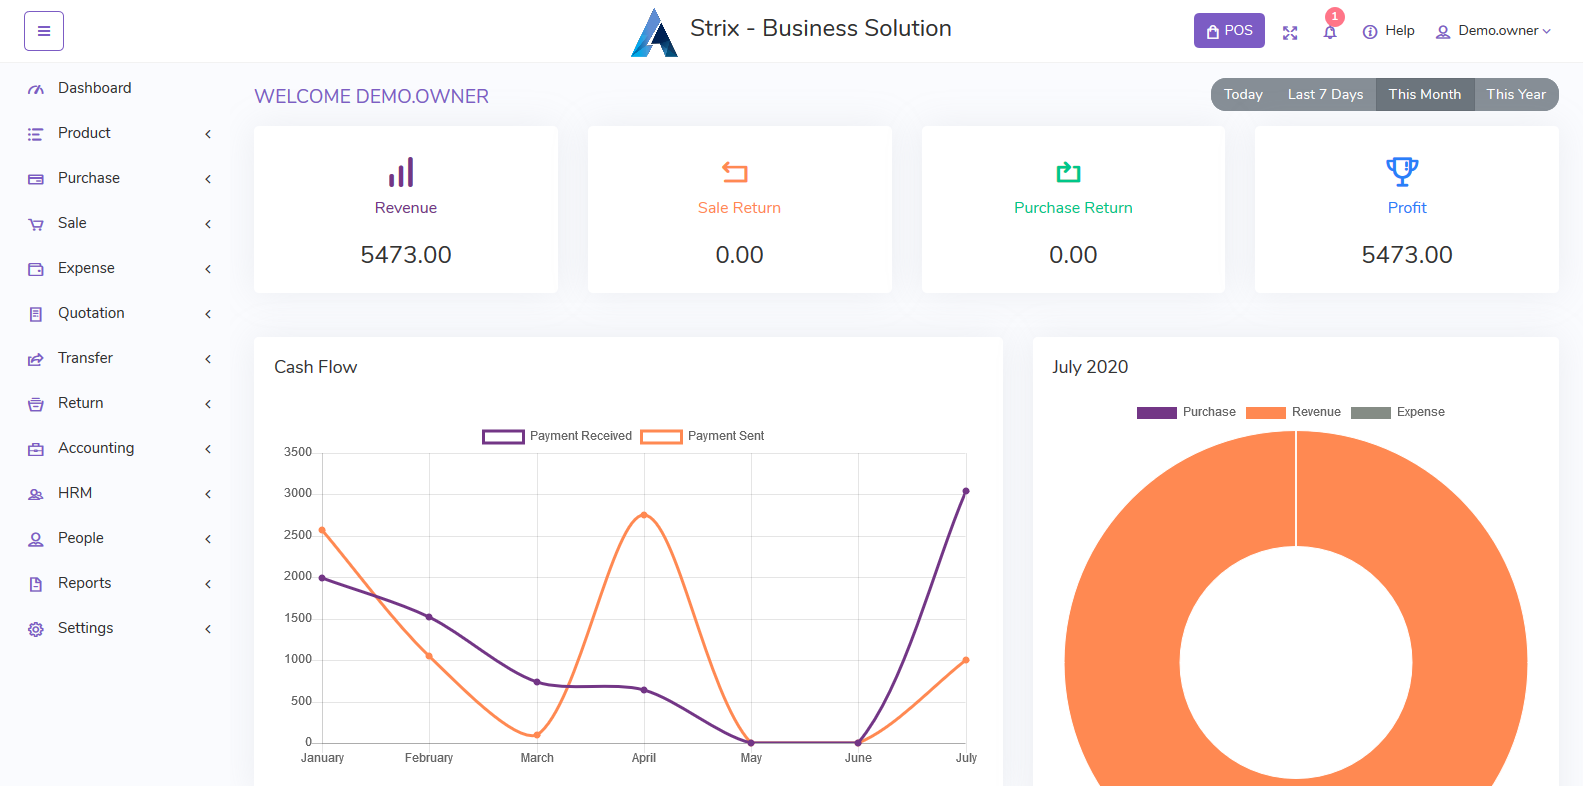 Strix - Business Solution
POS
1
Help
Demo.owner
Dashboard
Product
Purchase
Sale
Expense
Quotation
Transfer
Return
Accounting
HRM
People
Reports
Settings
WELCOME DEMO.OWNER
Today Last 7 Days This Month This Year
Revenue
5473.00
Sale Return
0.00
Purchase Return
0.00
Profit
5473.00
Cash Flow
Payment Received Payment Sent
3500
3000
2500
2000
1500
1000
500
0
January February March April May June July
July 2020
Purchase Revenue Expense